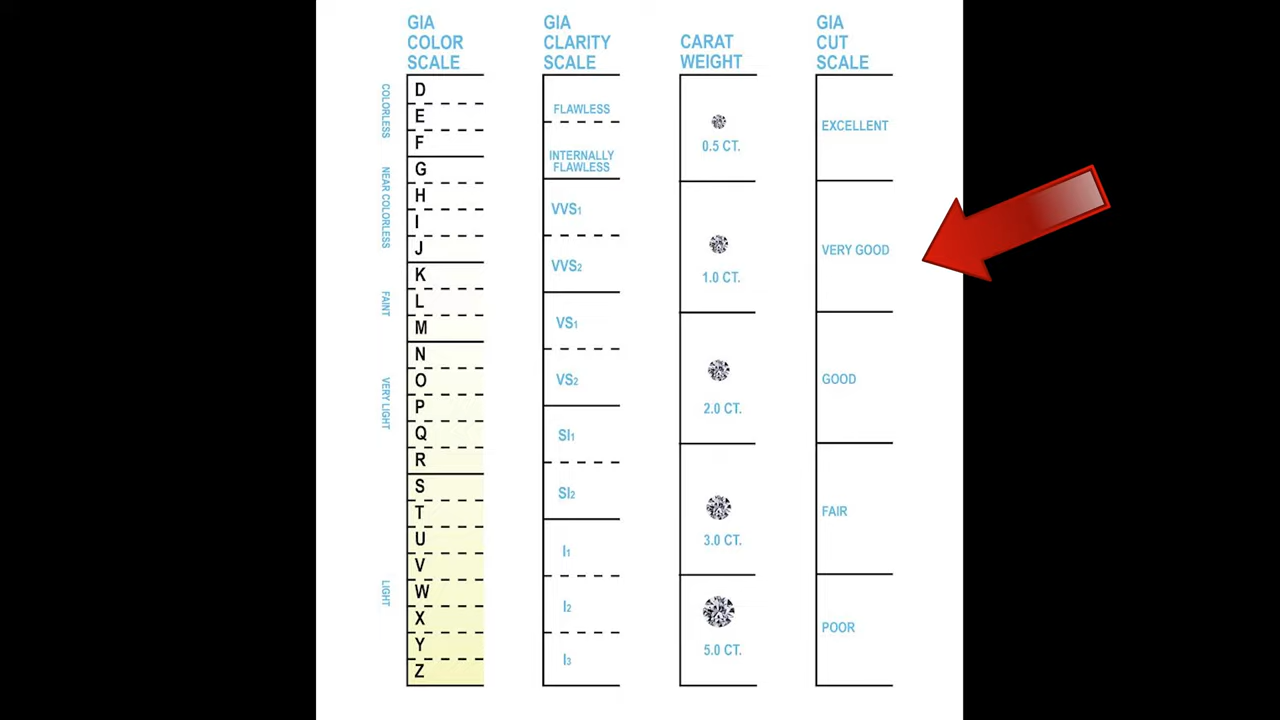 GIA
COLOR
SCALE
COLORLESS
NEAR COLORLESS
FAINT
VERY LIGHT
LIGHT
D
E
F
G
H
I
J
K
L
M
N
O
P
Q
R
S
T
U
V
W
X
Y
Z
GIA
CLARITY
SCALE
FLAWLESS
INTERNALLY
FLAWLESS
VVS1
VVS2
VS1
VS2
SI1
SI2
I1
I2
I3
CARAT
WEIGHT
0.5 CT.
1.0 CT.
2.0 CT.
3.0 CT.
5.0 CT.
GIA
CUT
SCALE
EXCELLENT
VERY GOOD
GOOD
FAIR
POOR